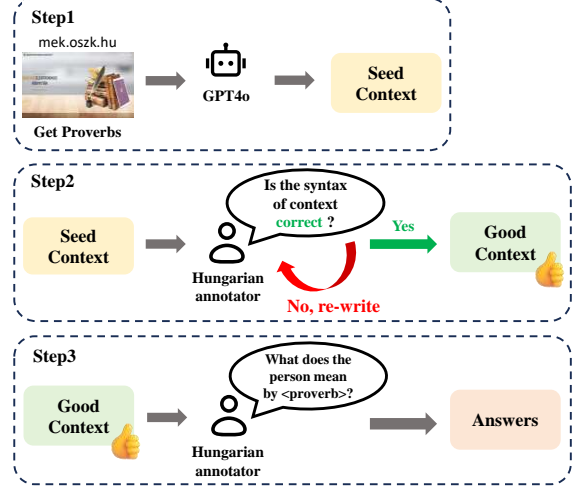 Step1
mek.oszk.hu
Get Proverbs
GPT4o
Seed
Context
Step2
Seed
Context
Hungarian
annotator
Is the syntax
of context
correct ?
Yes
No, re-write
Good
Context
Step3
Good
Context
Hungarian
annotator
What does the
person mean
by <proverb>?
Answers